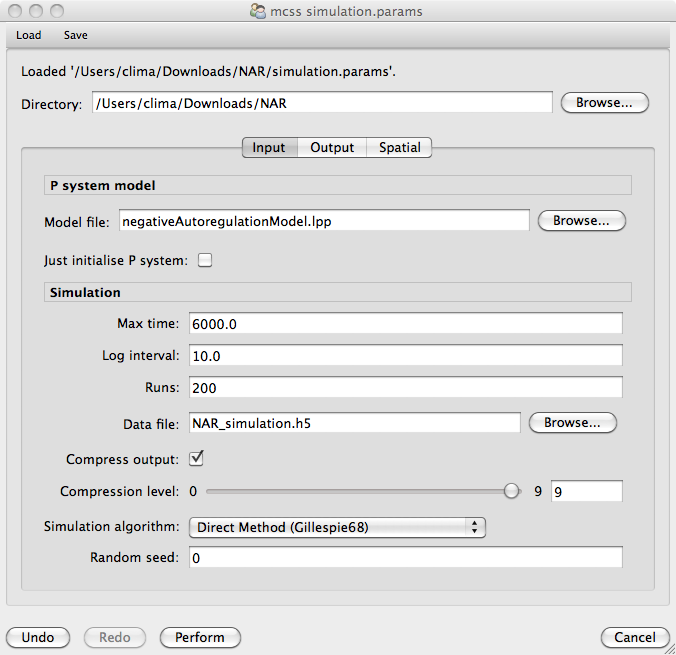 mcss simulation.params
Load Save
Loaded '/Users/clima/Downloads/NAR/simulation.params'.
Directory: /Users/clima/Downloads/NAR Browse...
Input Output Spatial
P system model
Model file: negativeAutoregulationModel.lpp Browse...
Just initialise P system:
Simulation
Max time: 6000.0
Log interval: 10.0
Runs: 200
Data file: NAR_simulation.h5 Browse...
Compress output:
Compression level: 0 9 9
Simulation algorithm: Direct Method (Gillespie68)
Random seed: 0
Undo Redo Perform Cancel